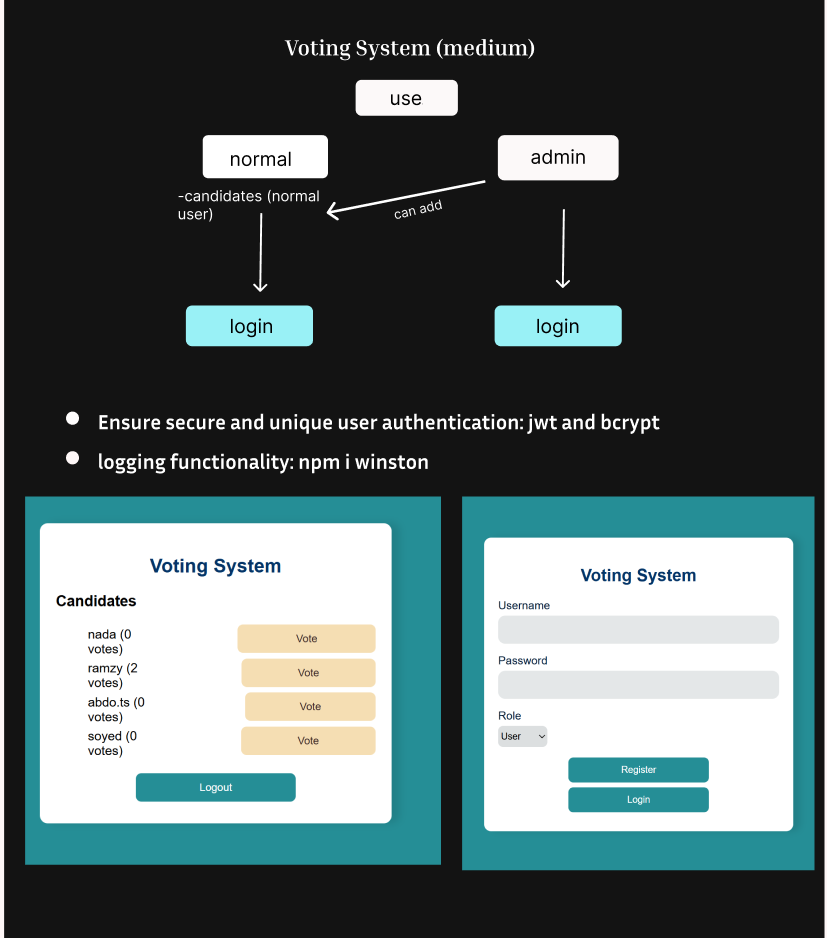 Voting System (medium)
use
normal
admin
-candidates (normal
user)
can add
login
login
Ensure secure and unique user authentication: jwt and bcrypt
logging functionality: npm i winston
Voting System
Candidates
nada (0
votes)
Vote
ramzy (2
votes)
Vote
abdo.ts (0
votes)
Vote
soyed (0
votes)
Vote
Logout
Voting System
Username
Password
Role
User
Register
Login